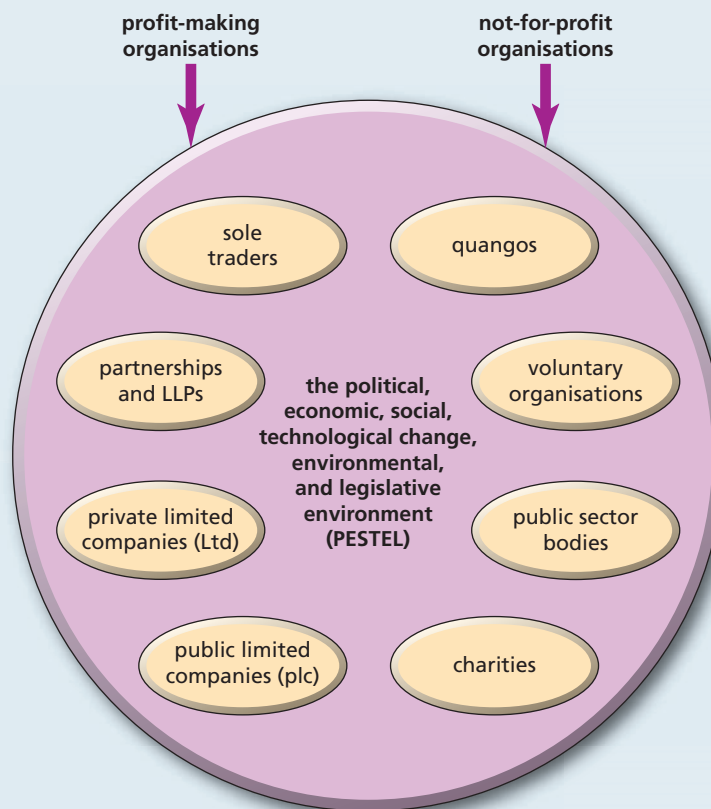 profit-making
organisations
not-for-profit
organisations
sole
traders
quangos
partnerships
and LLPs
voluntary
organisations
the political,
economic, social,
technological change,
environmental,
and legislative
environment
(PESTEL)
private limited
companies (Ltd)
public sector
bodies
public limited
companies (plc)
charities